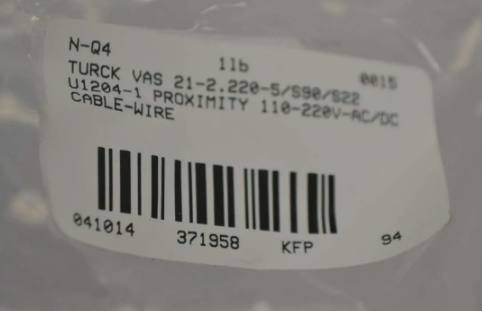 N-Q4 11b 0015
TURCK VAS 21-2.220-5/S90/S22
U1204-1 PROXIMITY 110-220V-AC/DC
CABLE-WIRE
041014 371958 KFP 94